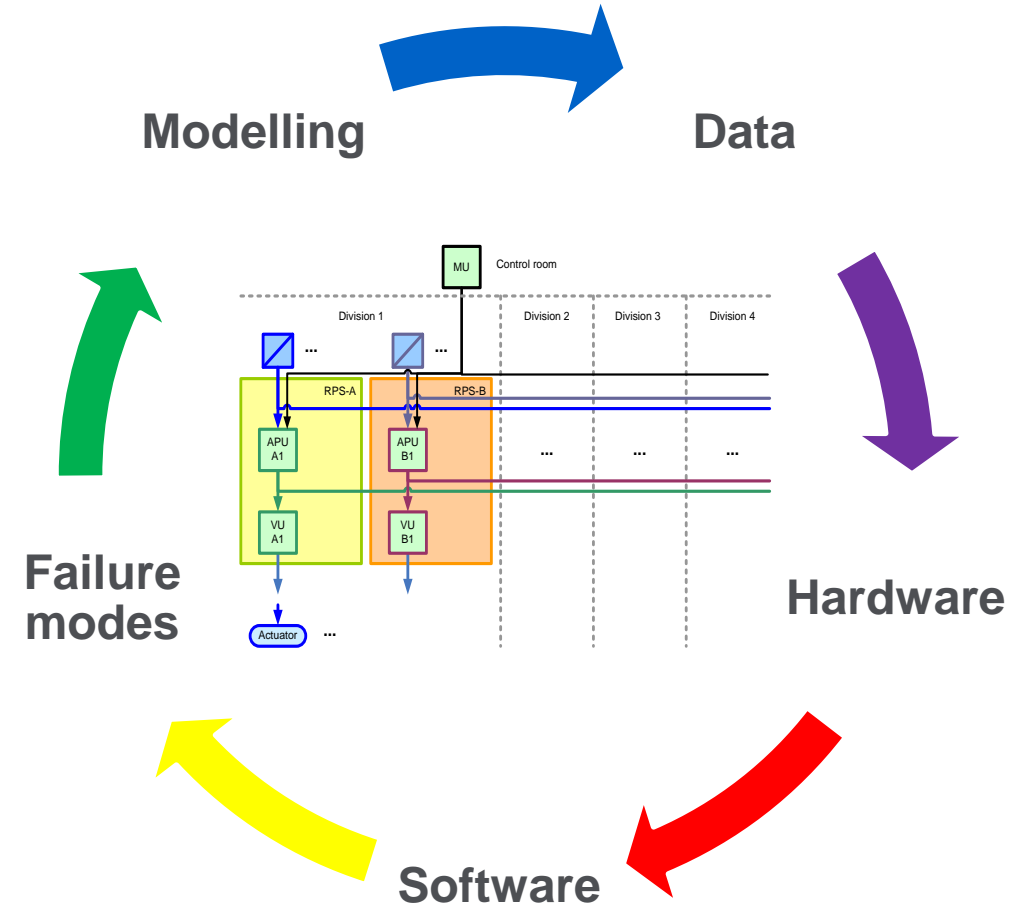 Modelling
Data
MU
Control room
Division 1
Division 2
Division 3
Division 4
...
...
RPS-A
RPS-B
APU
A1
APU
B1
...
...
...
VU
A1
VU
B1
Failure
modes
Hardware
Actuator
...
Software